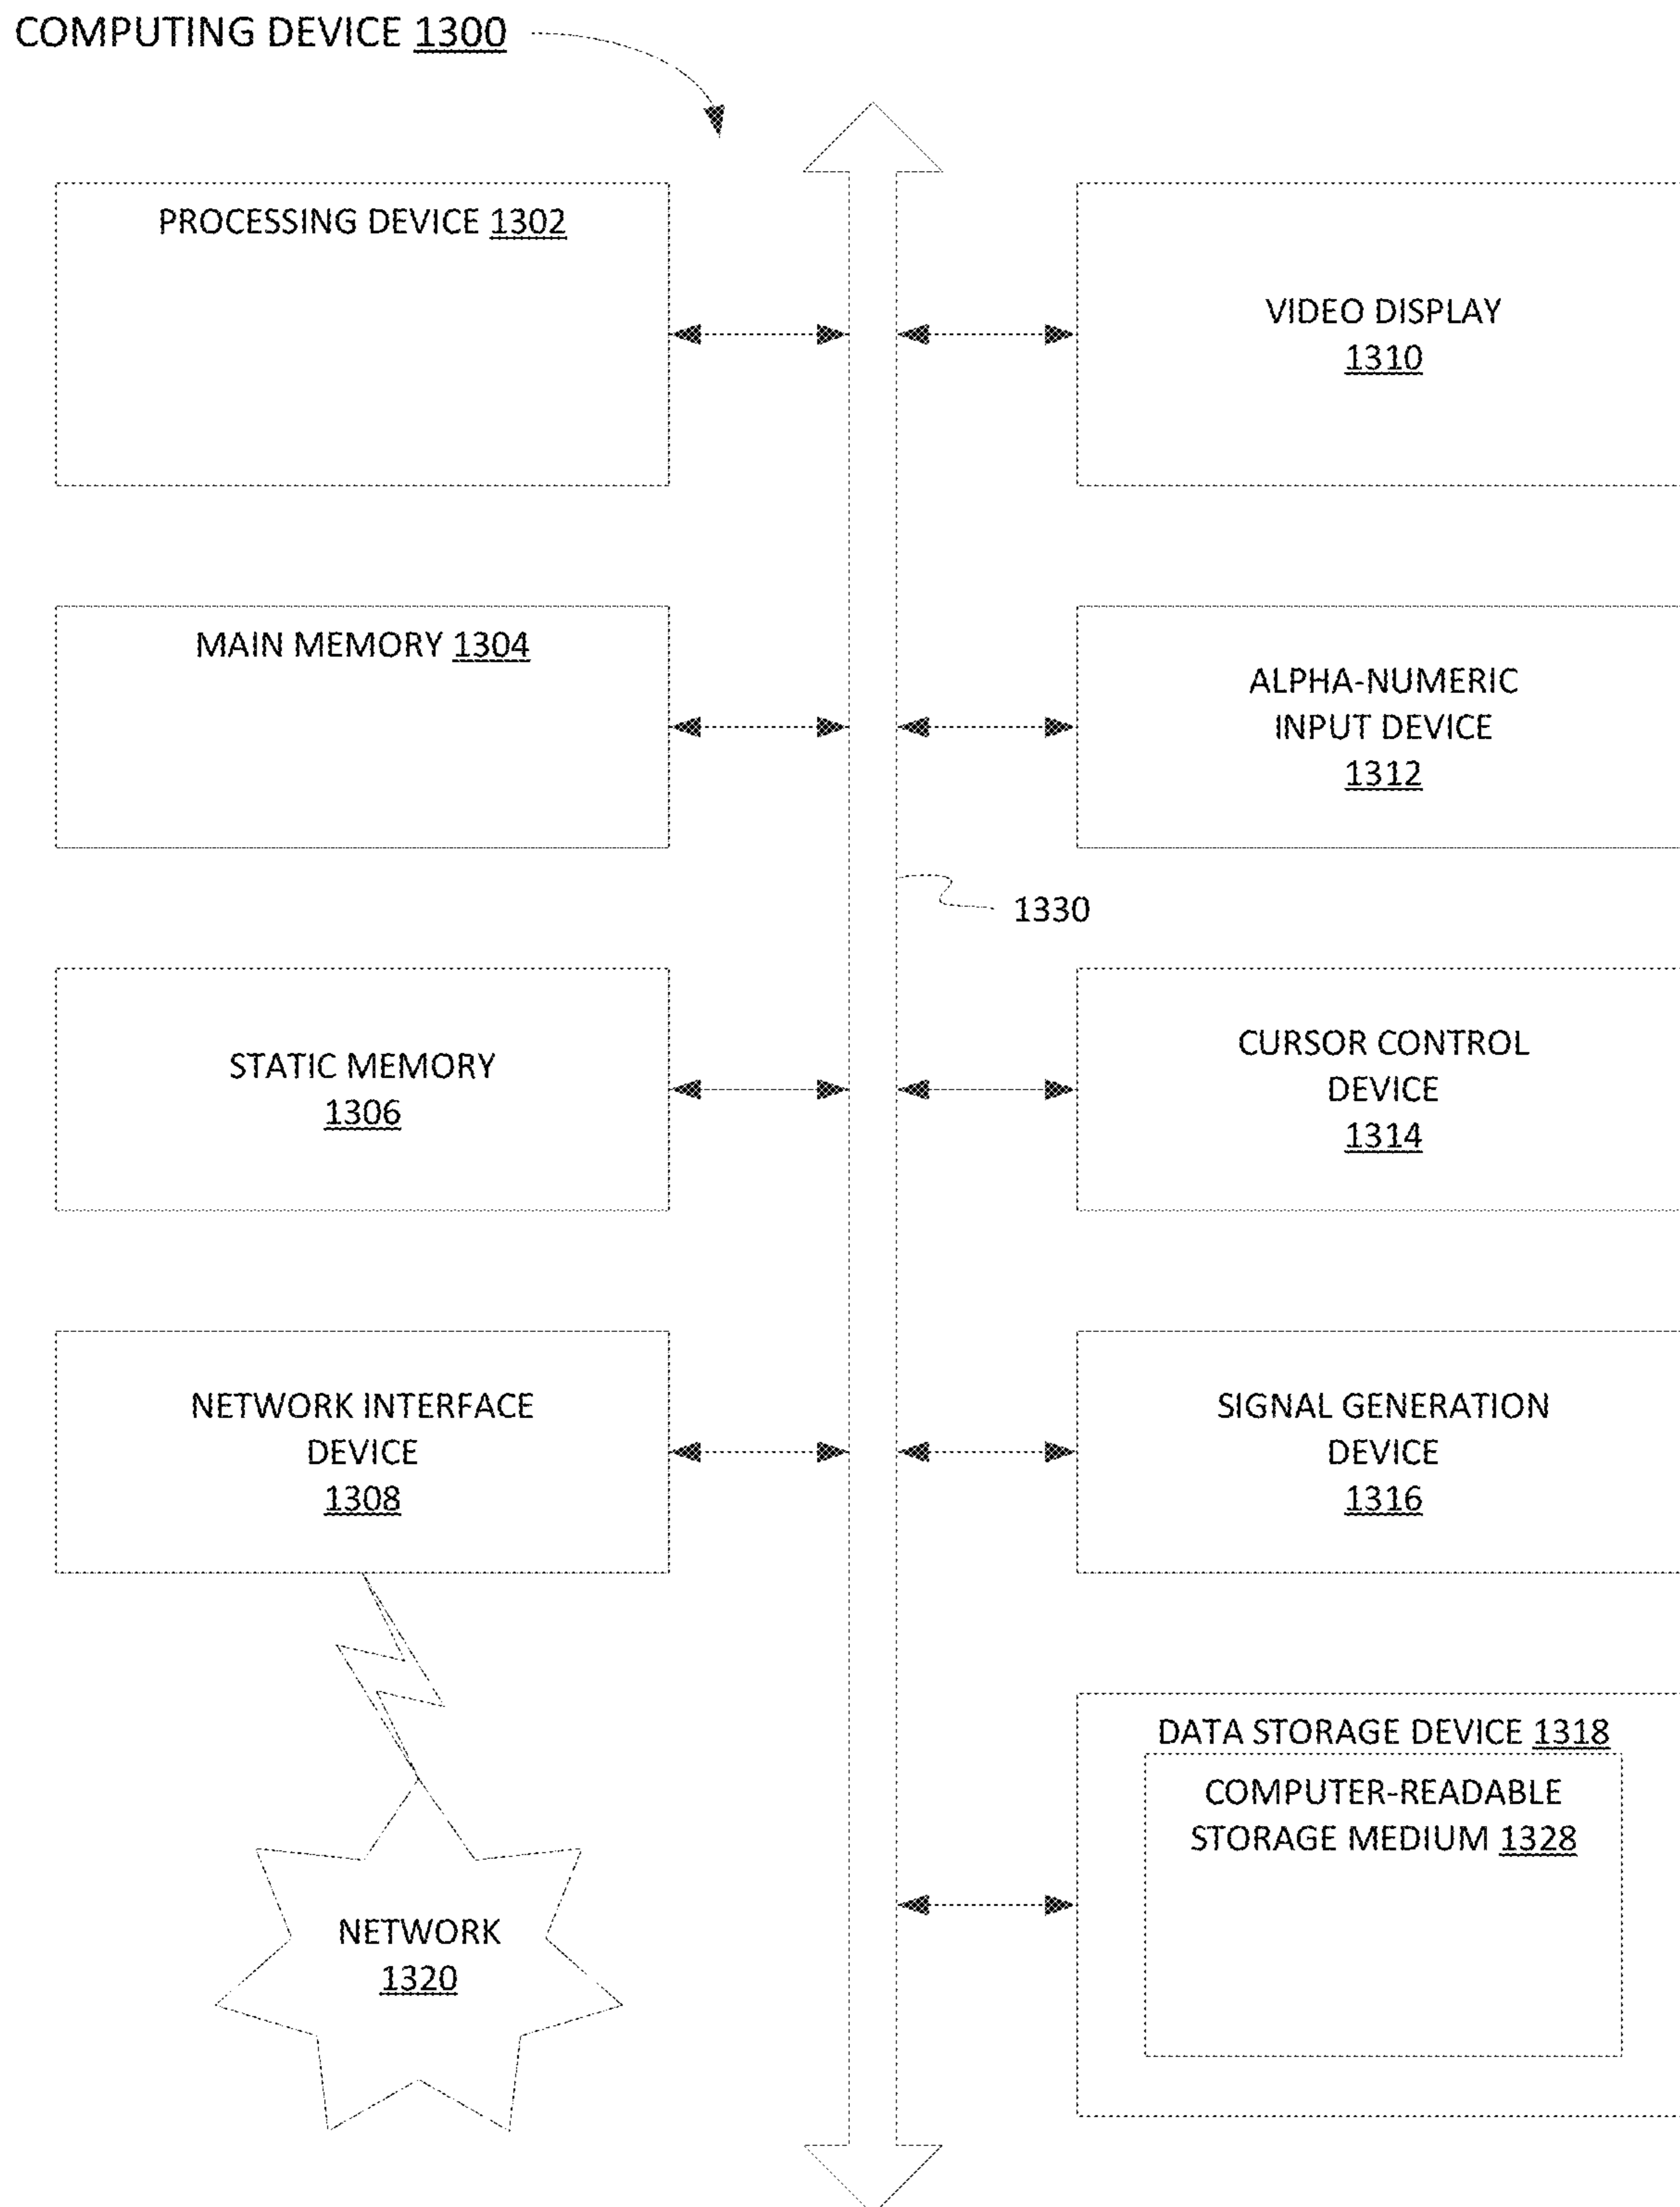 COMPUTING DEVICE 1300
PROCESSING DEVICE 1302
VIDEO DISPLAY
1310
MAIN MEMORY 1304
ALPHA-NUMERIC
INPUT DEVICE
1312
1330
STATIC MEMORY
1306
CURSOR CONTROL
DEVICE
1314
NETWORK INTERFACE
DEVICE
1308
SIGNAL GENERATION
DEVICE
1316
DATA STORAGE DEVICE 1318
COMPUTER-READABLE
STORAGE MEDIUM 1328
NETWORK
1320